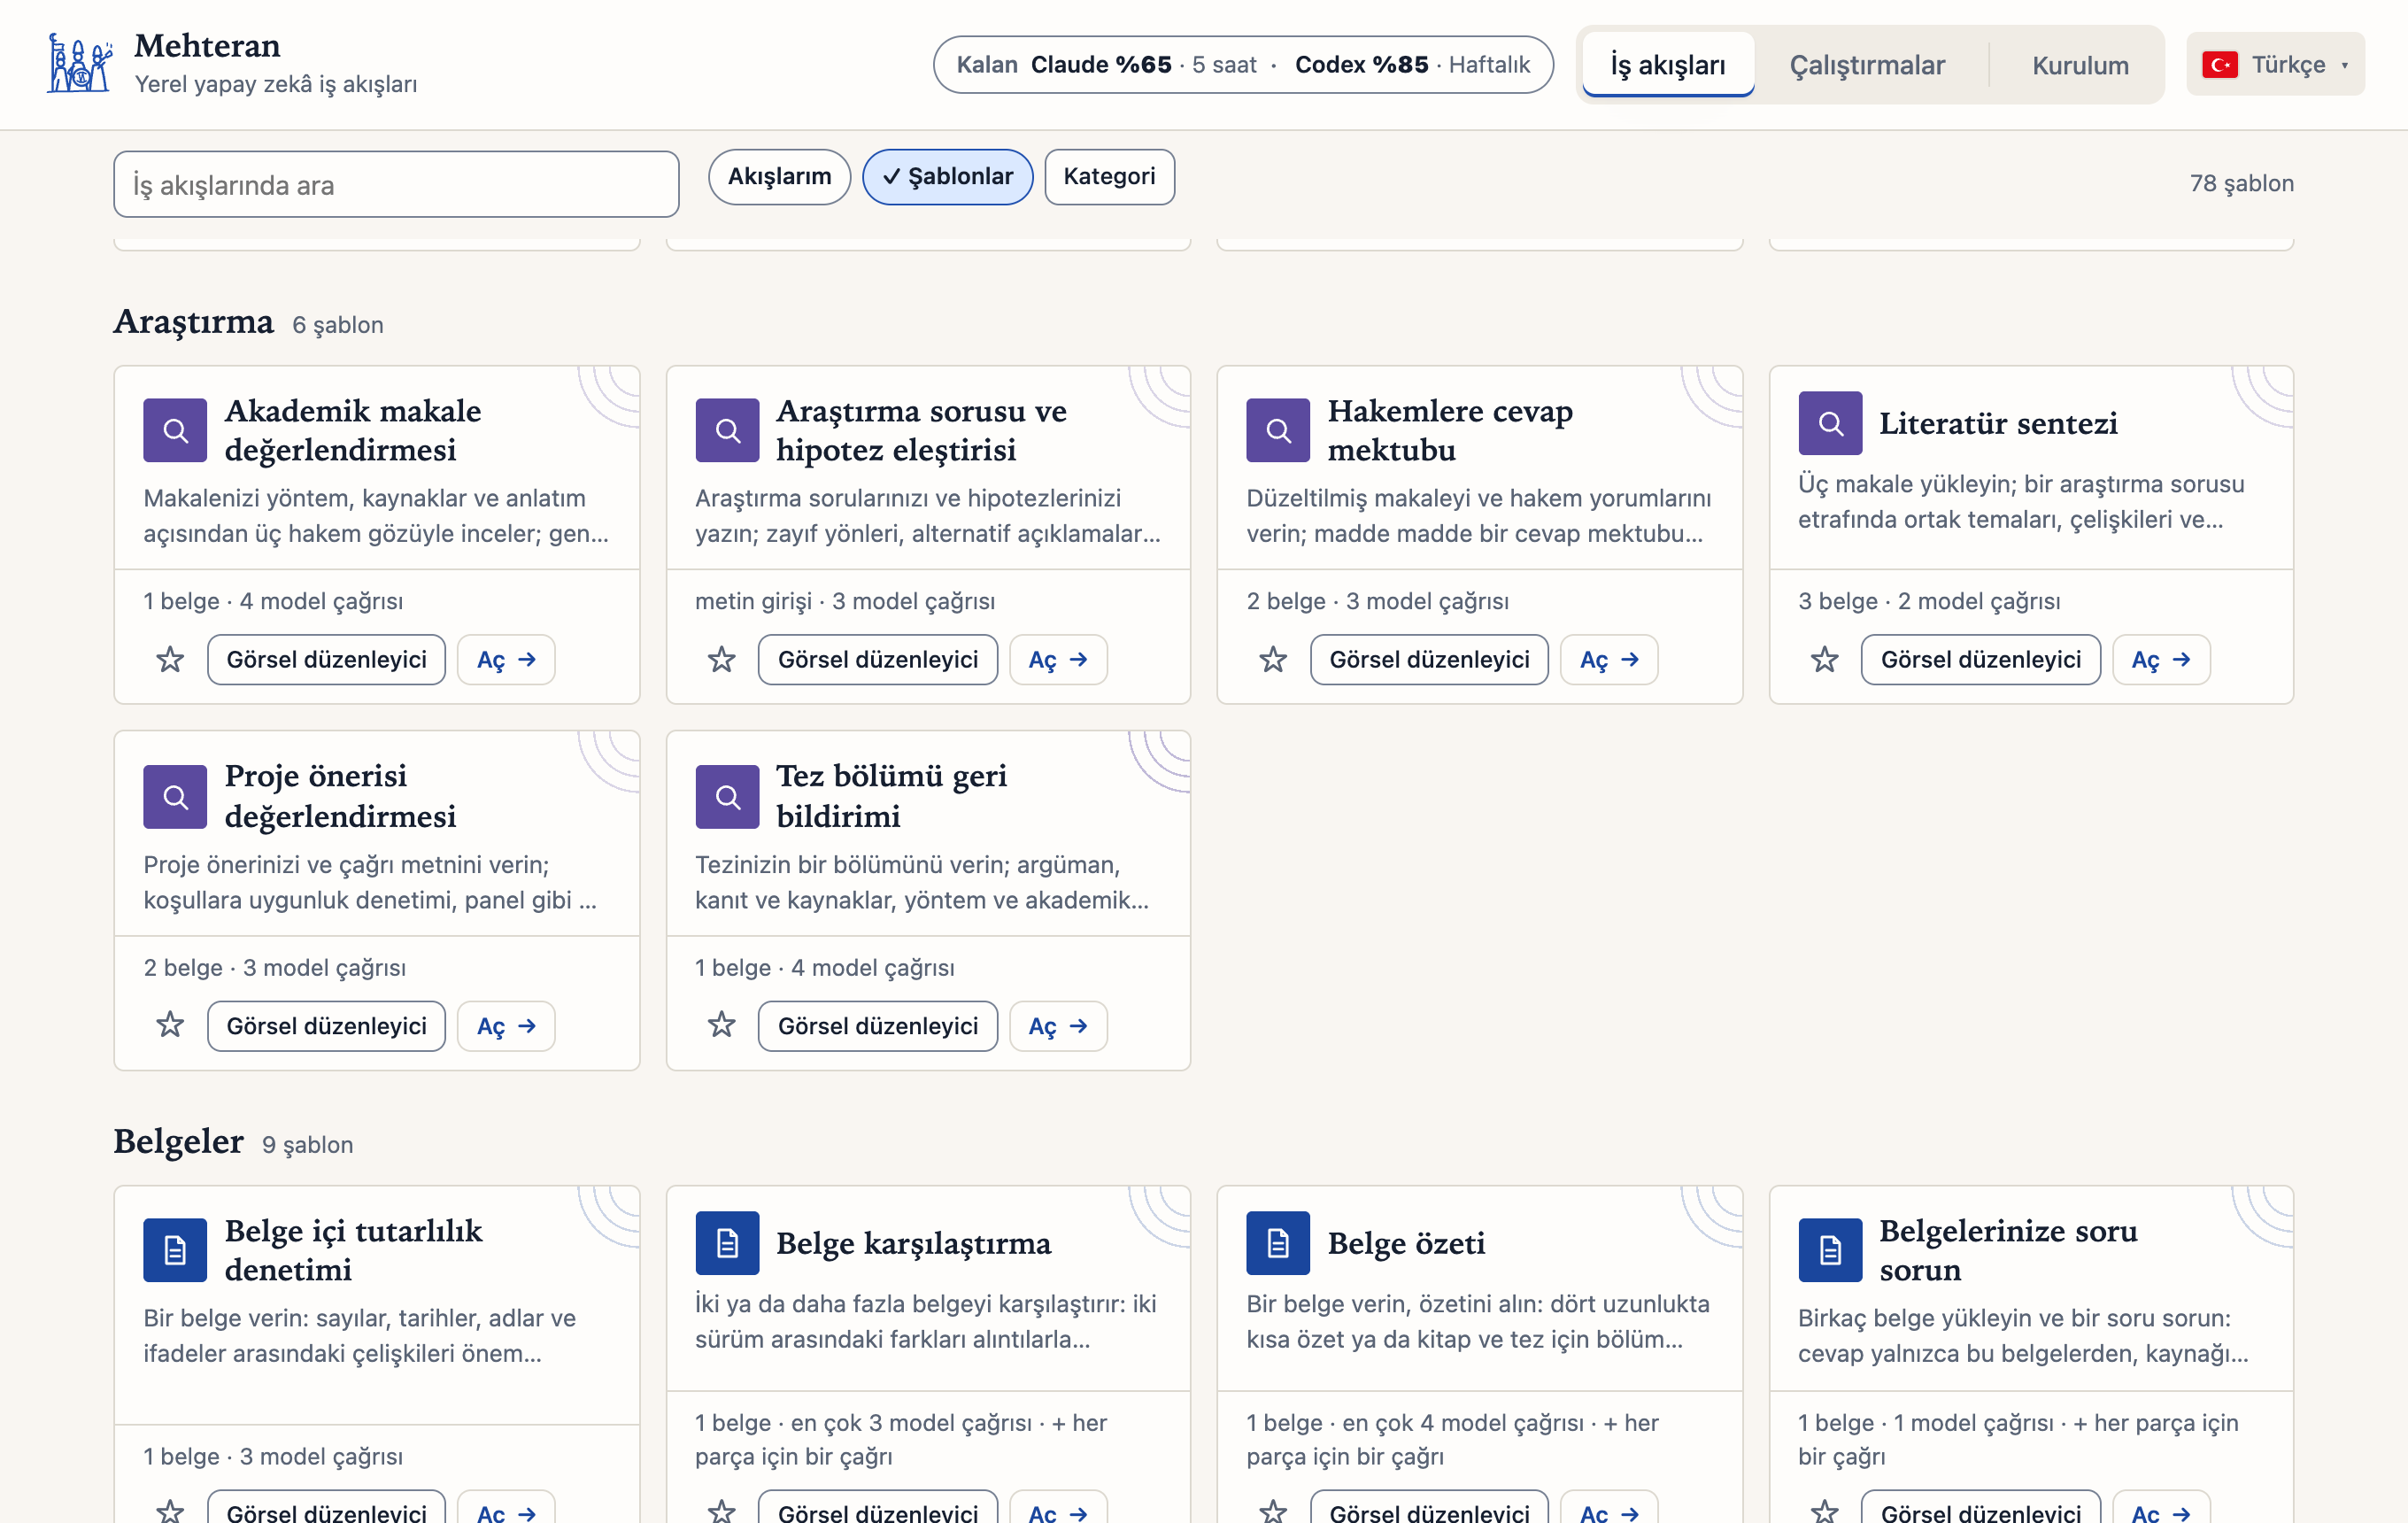 Mehteran
Yerel yapay zekâ iş akışları
Kalan Claude %65 · 5 saat · Codex %85 · Haftalık
İş akışları
Çalıştırmalar
Kurulum
Türkçe
İş akışlarında ara
Akışlarım
✓ Şablonlar
Kategori
78 şablon
Araştırma 6 şablon
Akademik makale
değerlendirmesi
Makalenizi yöntem, kaynaklar ve anlatım
açısından üç hakem gözüyle inceler; gen...
1 belge · 4 model çağrısı
Görsel düzenleyici
Aç →
Araştırma sorusu ve
hipotez eleştirisi
Araştırma sorularınızı ve hipotezlerinizi
yazın; zayıf yönleri, alternatif açıklamalar...
metin girişi · 3 model çağrısı
Görsel düzenleyici
Aç →
Hakemlere cevap
mektubu
Düzeltilmiş makaleyi ve hakem yorumlarını
verin; madde madde bir cevap mektubu...
2 belge · 3 model çağrısı
Görsel düzenleyici
Aç →
Literatür sentezi
Üç makale yükleyin; bir araştırma sorusu
etrafında ortak temaları, çelişkileri ve...
3 belge · 2 model çağrısı
Görsel düzenleyici
Aç →
Proje önerisi
değerlendirmesi
Proje önerinizi ve çağrı metnini verin;
koşullara uygunluk denetimi, panel gibi ...
2 belge · 3 model çağrısı
Görsel düzenleyici
Aç →
Tez bölümü geri
bildirimi
Tezinizin bir bölümünü verin; argüman,
kanıt ve kaynaklar, yöntem ve akademik...
1 belge · 4 model çağrısı
Görsel düzenleyici
Aç →
Belgeler 9 şablon
Belge içi tutarlılık
denetimi
Bir belge verin: sayılar, tarihler, adlar ve
ifadeler arasındaki çelişkileri önem...
1 belge · 3 model çağrısı
Görsel düzenleyici
Aç →
Belge karşılaştırma
İki ya da daha fazla belgeyi karşılaştırır: iki
sürüm arasındaki farkları alıntılarla...
1 belge · en çok 3 model çağrısı · + her
parça için bir çağrı
Görsel düzenleyici
Aç →
Belge özeti
Bir belge verin, özetini alın: dört uzunlukta
kısa özet ya da kitap ve tez için bölüm...
1 belge · en çok 4 model çağrısı · + her
parça için bir çağrı
Görsel düzenleyici
Aç →
Belgelerinize soru
sorun
Birkaç belge yükleyin ve bir soru sorun:
cevap yalnızca bu belgelerden, kaynağı...
1 belge · 1 model çağrısı · + her parça için
bir çağrı
Görsel düzenleyici
Aç →